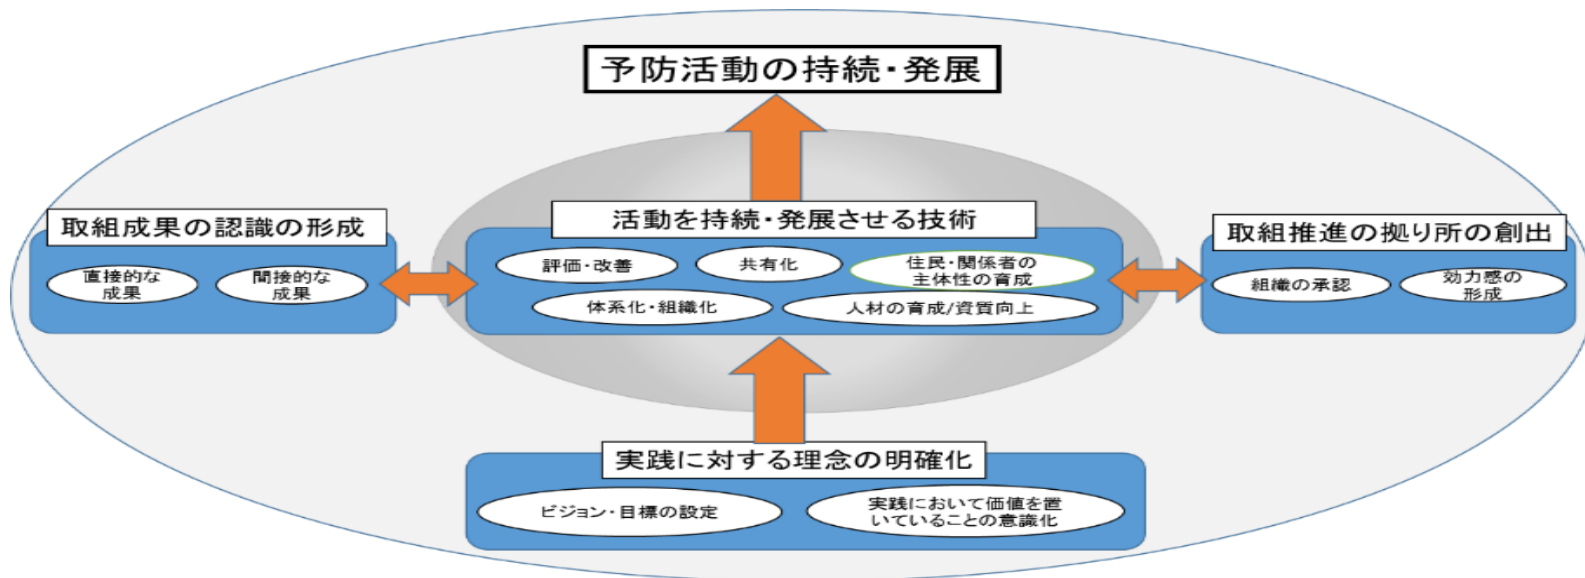 予防活動の持続・発展
取組成果の認識の形成
直接的な
成果
間接的な
成果
活動を持続・発展させる技術
評価・改善
共有化
住民・関係者の
主体性の育成
体系化・組織化
人材の育成/資質向上
取組推進の拠り所の創出
組織の承認
効力感の
形成
実践に対する理念の明確化
ビジョン・目標の設定
実践において価値を置
いていることの意識化